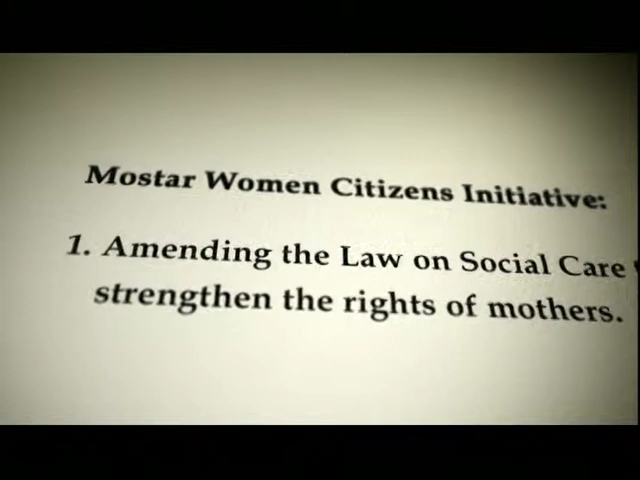 Mostar Women Citizens Initiative:
1. Amending the Law on Social Care
strengthen the rights of mothers.